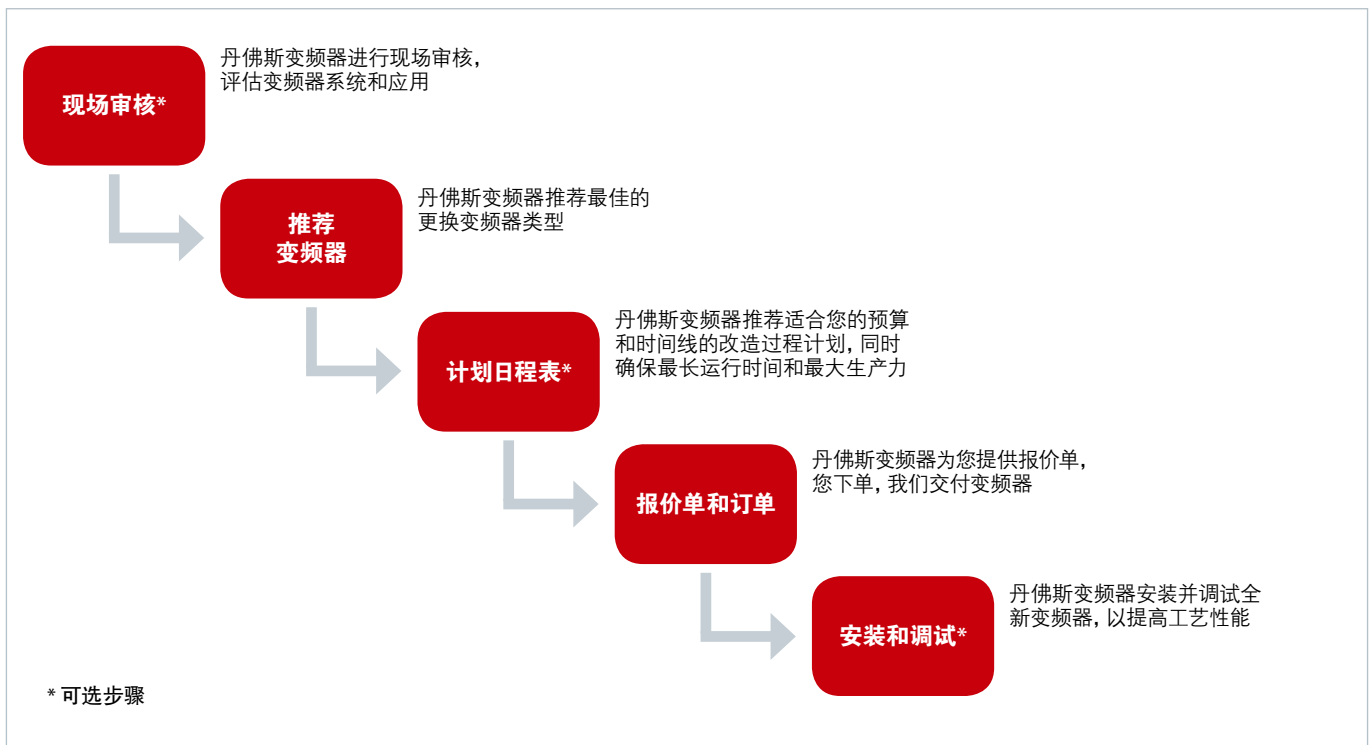 现场审核*
丹佛斯变频器进行现场审核，
评估变频器系统和应用
推荐
变频器
丹佛斯变频器推荐最佳的
更换变频器类型
计划日程表*
丹佛斯变频器推荐适合您的预算
和时间线的改造过程计划，同时
确保最长运行时间和最大生产力
报价单和订单
丹佛斯变频器为您提供报价单，
您下单，我们交付变频器
安装和调试*
丹佛斯变频器安装并调试全
新变频器，以提高工艺性能
* 可选步骤